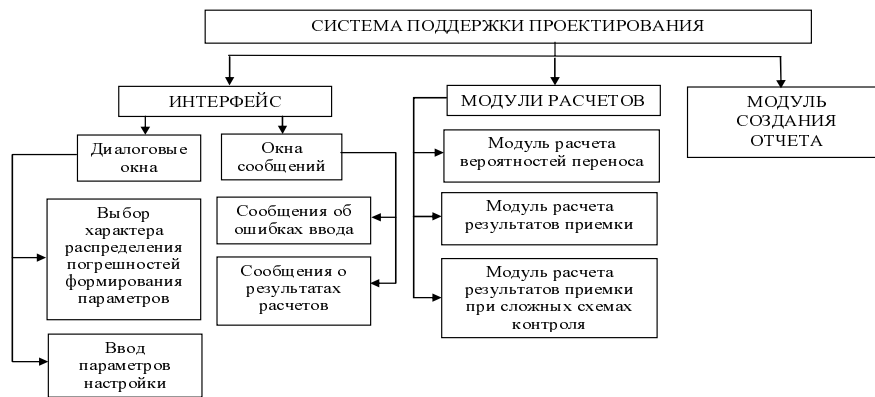 СИСТЕМА ПОДДЕРЖКИ ПРОЕКТИРОВАНИЯ
ИНТЕРФЕЙС
МОДУЛИ РАСЧЕТОВ
МОДУЛЬ
СОЗДАНИЯ
ОТЧЕТА
Диалоговые
окна
Окна
сообщений
Модуль расчета
вероятностей переноса
Выбор
характера
распределения
погрешностей
формирования
параметров
Сообщения об
ошибках ввода
Модуль расчета
результатов приемки
Сообщения о
результатах
расчетов
Модуль расчета
результатов приемки
при сложных схемах
контроля
Ввод
параметров
настройки